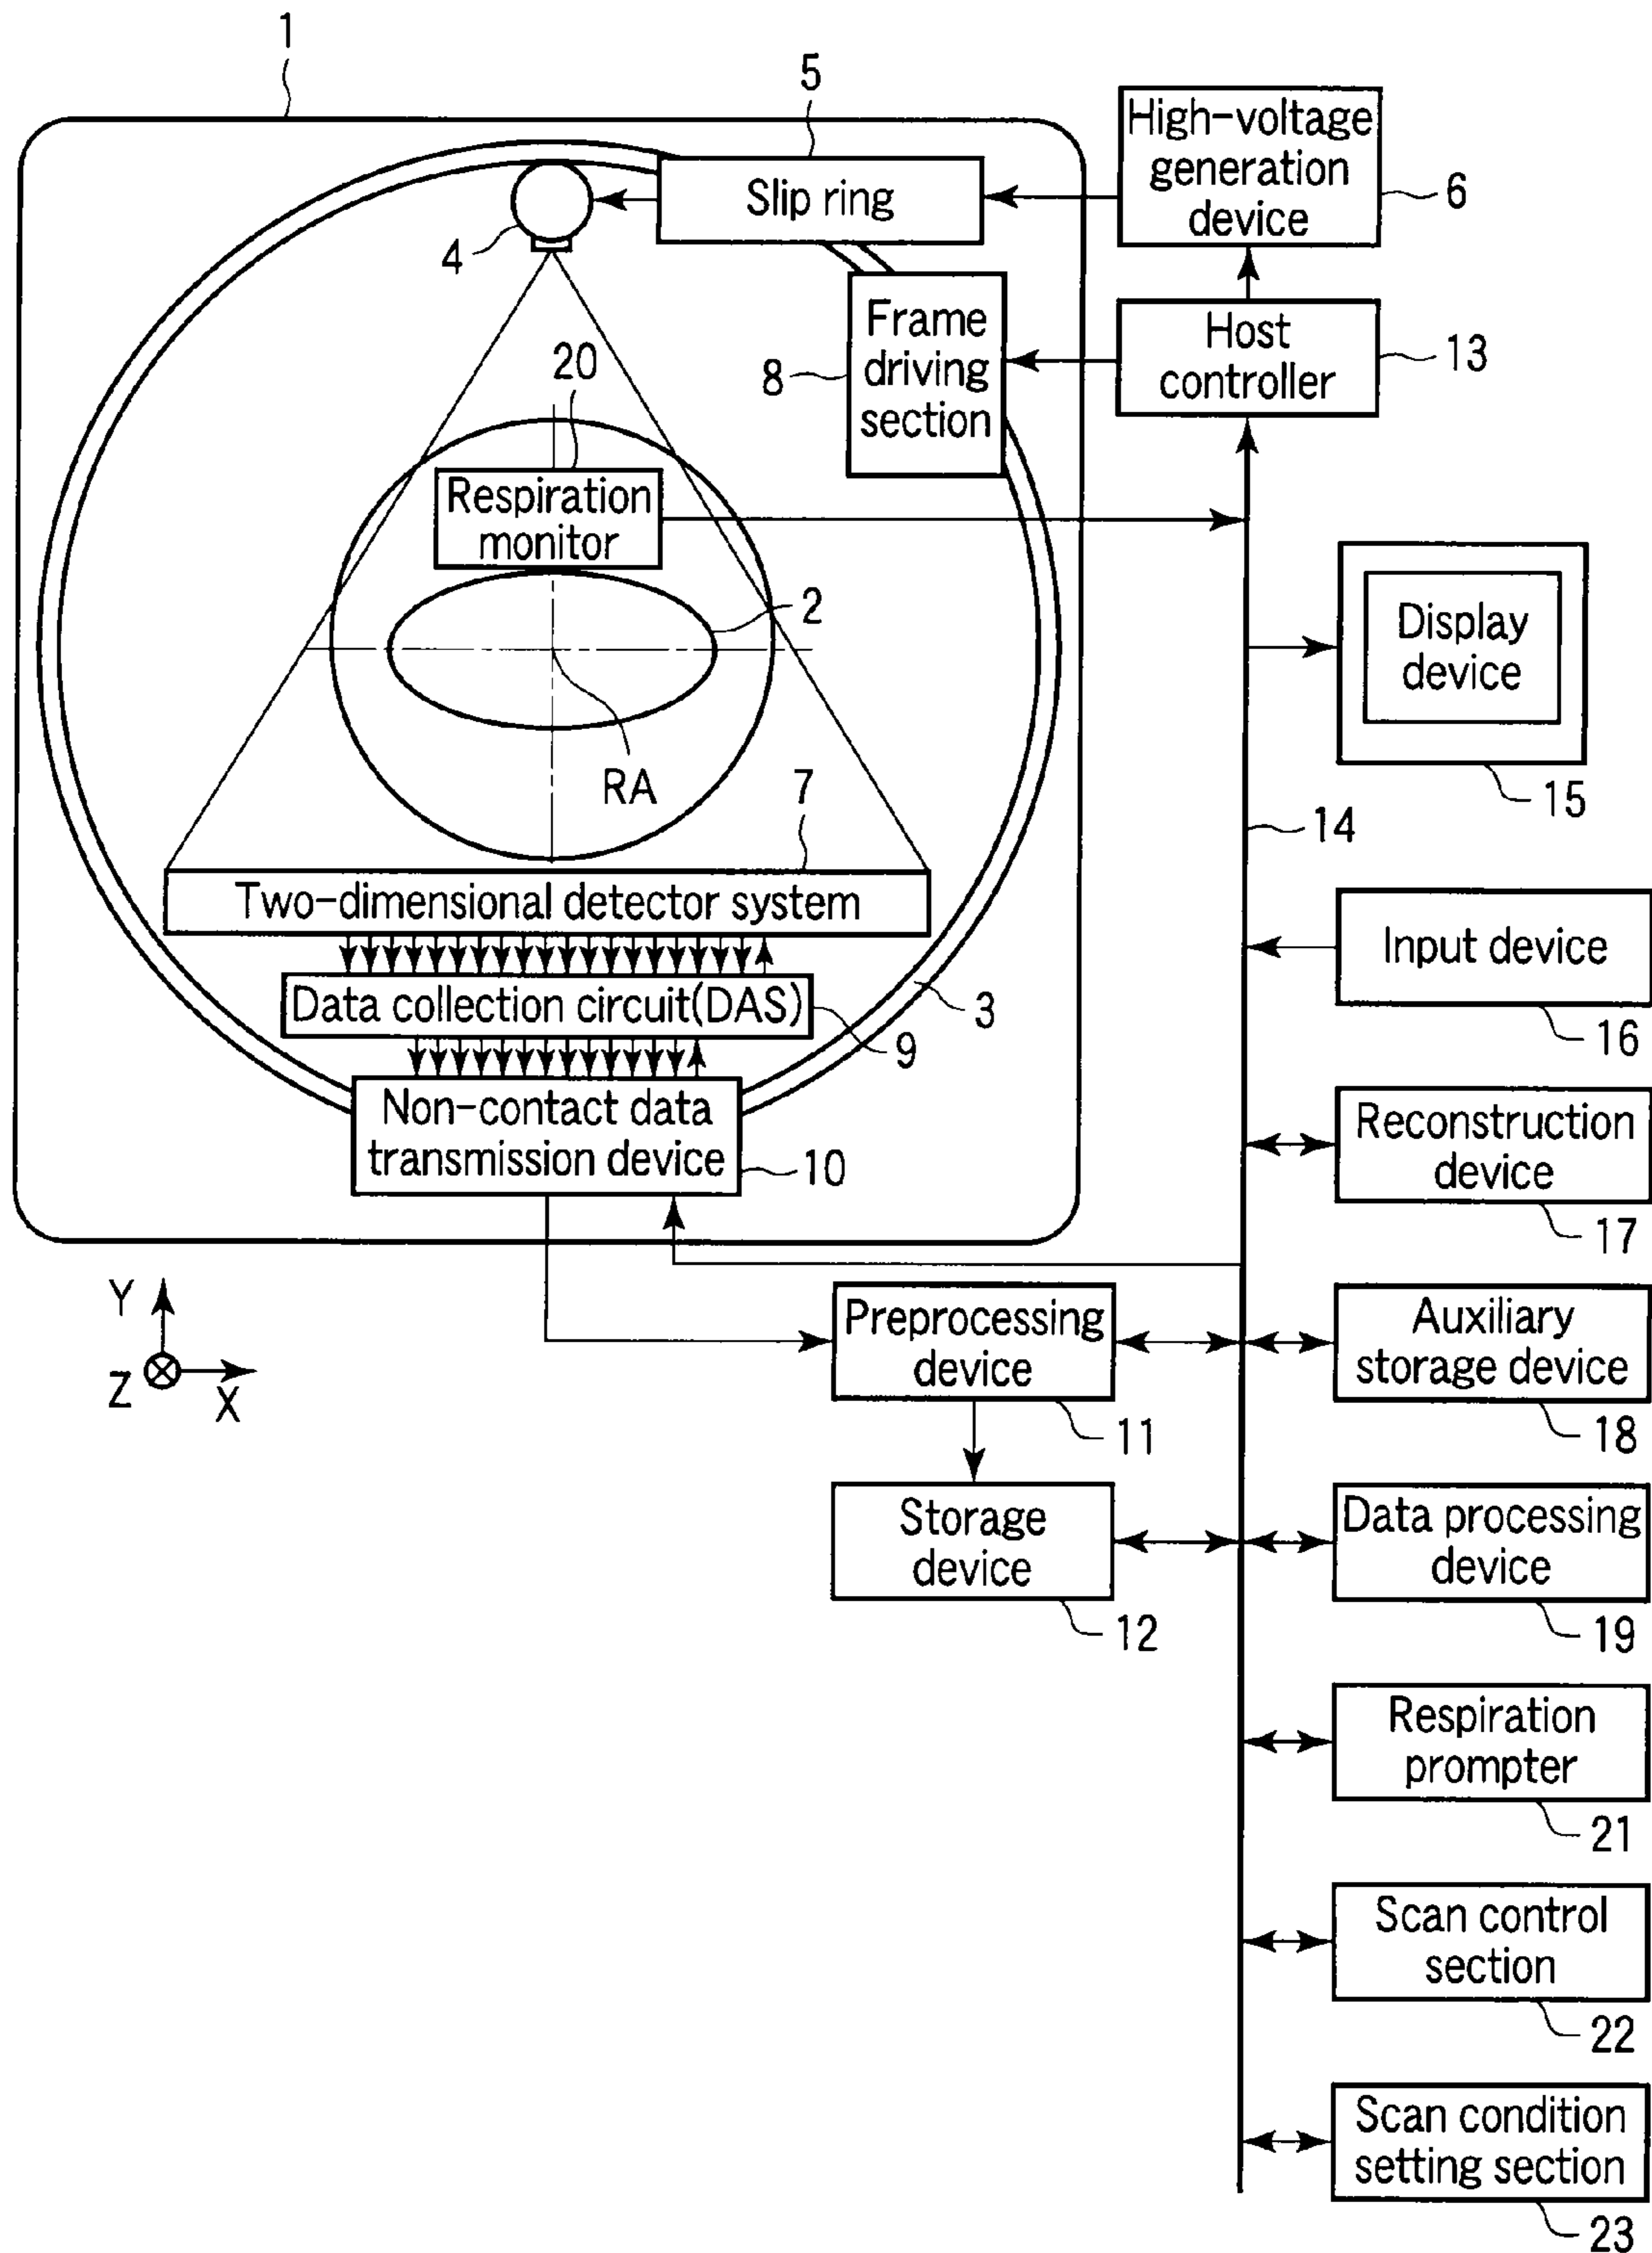 1
5
High-voltage
generation
device
6
Slip ring
4
Frame
driving
section
8
Host
controller
13
20
Respiration
monitor
2
RA
Display
device
15
14
7
Two-dimensional detector system
Data collection circuit(DAS)
3
9
Non-contact data
transmission device
10
Input device
16
Reconstruction
device
17
Y
Z
X
Preprocessing
device
11
Auxiliary
storage device
18
Storage
device
12
Data processing
device
19
Respiration
prompter
21
Scan control
section
22
Scan condition
setting section
23